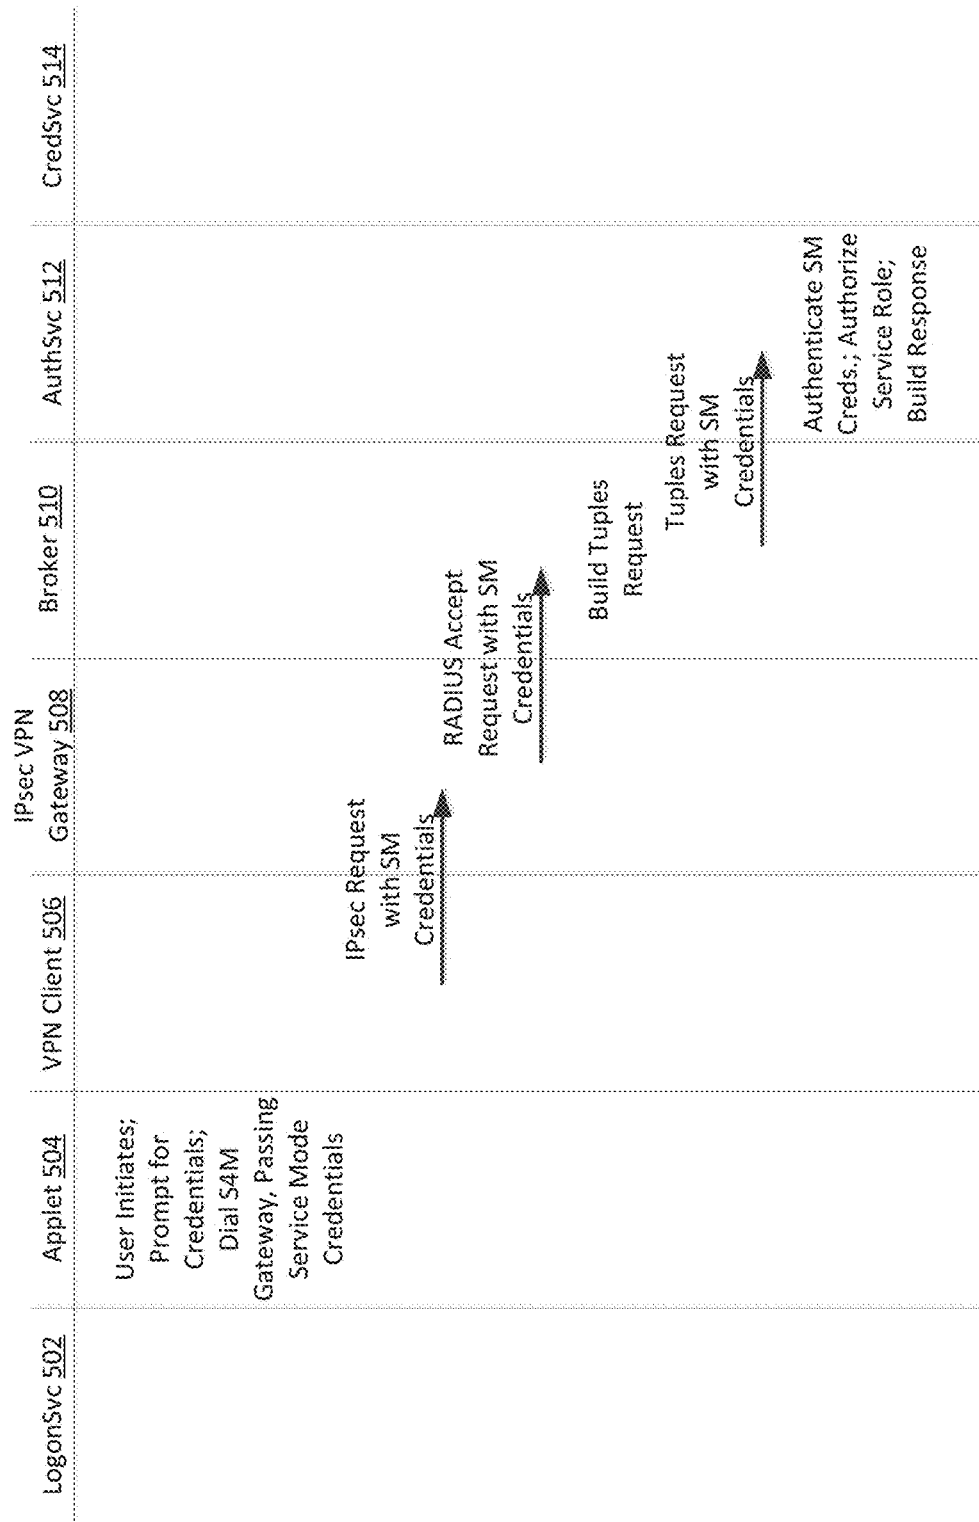 LogonSvc 502
Applet 504
VPN Client 506
IPsec VPN
Gateway 508
Broker 510
AuthSvc 512
CredSvc 514
User Initiates;
Prompt for
Credentials;
Dial S4M
Gateway, Passing
Service Mode
Credentials
IPsec Request
with SM
Credentials
RADIUS Accept
Request with SM
Credentials
Build Tuples
Request
Tuples Request
with SM
Credentials
Authenticate SM
Creds.; Authorize
Service Role;
Build Response